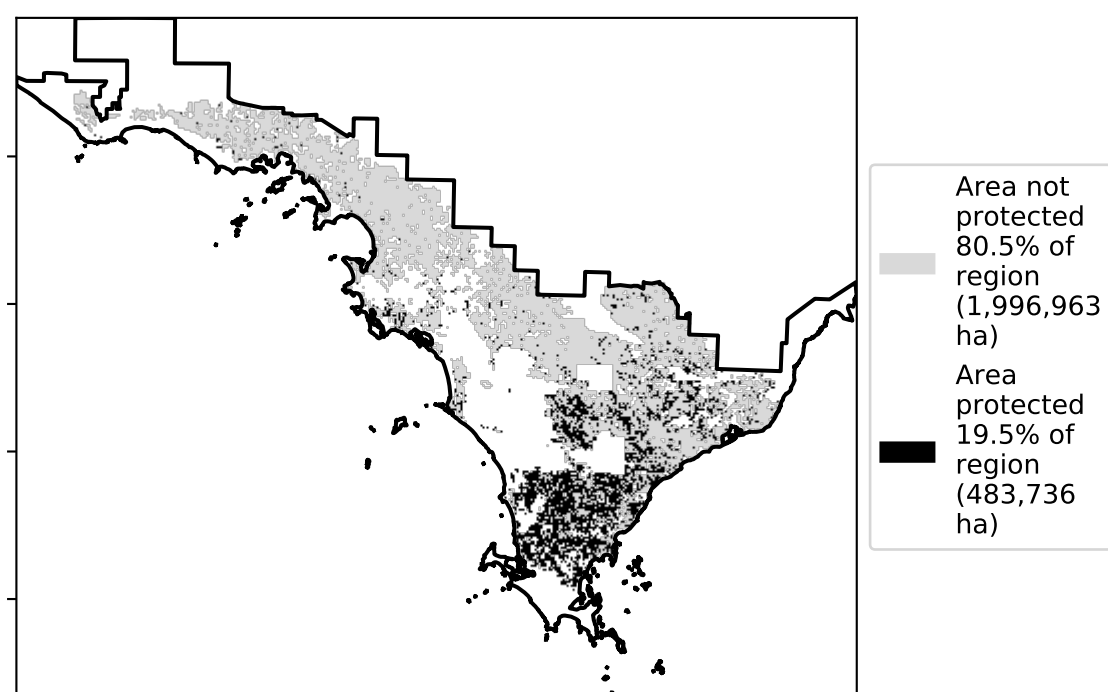 Area not
protected
80.5% of
region
(1,996,963
ha)
Area
protected
19.5% of
region
(483,736
ha)